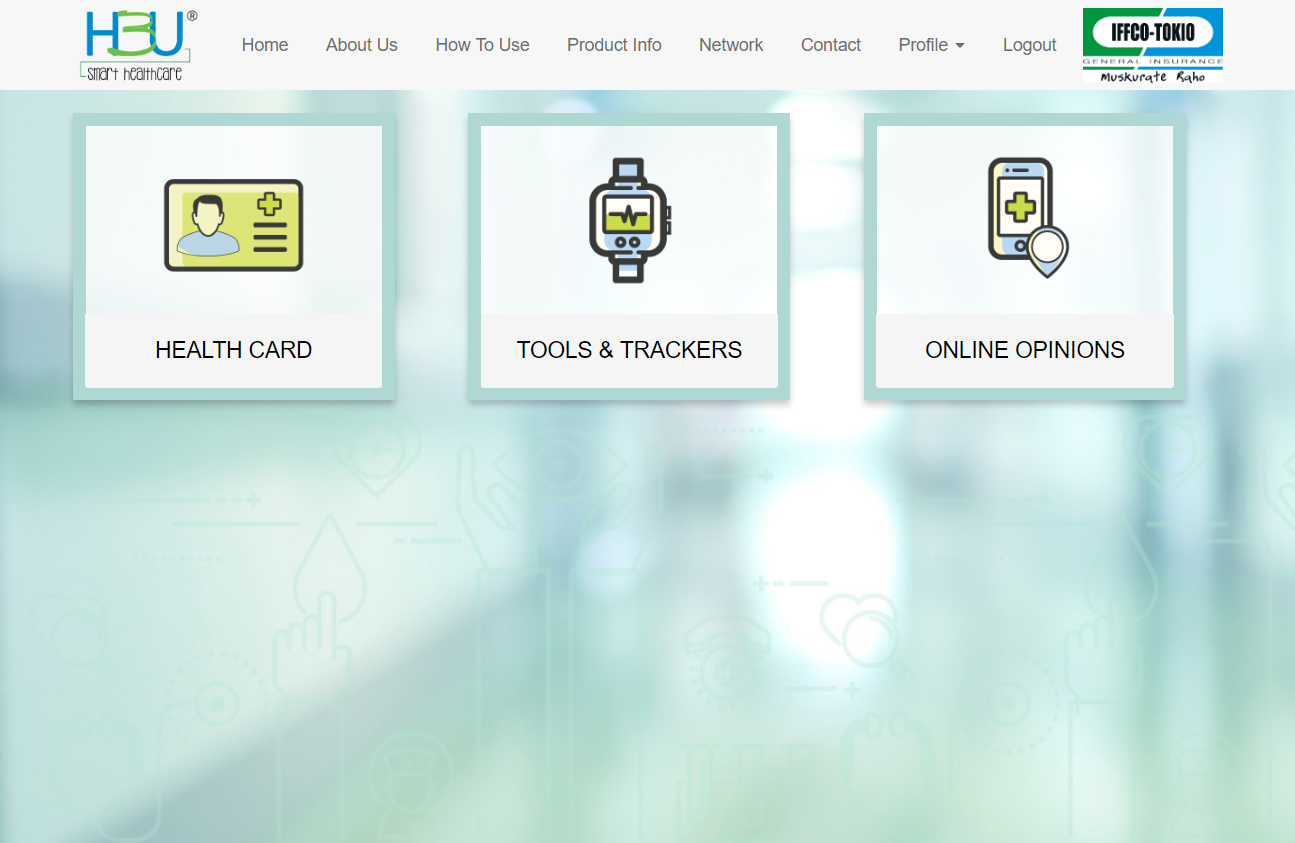 H3U®
smart healthcare
Home
About Us
How To Use
Product Info
Network
Contact
Profile
Logout
IFFCO-TOKIO
GENERAL INSURANCE
Muskurate Raho
HEALTH CARD
TOOLS & TRACKERS
ONLINE OPINIONS